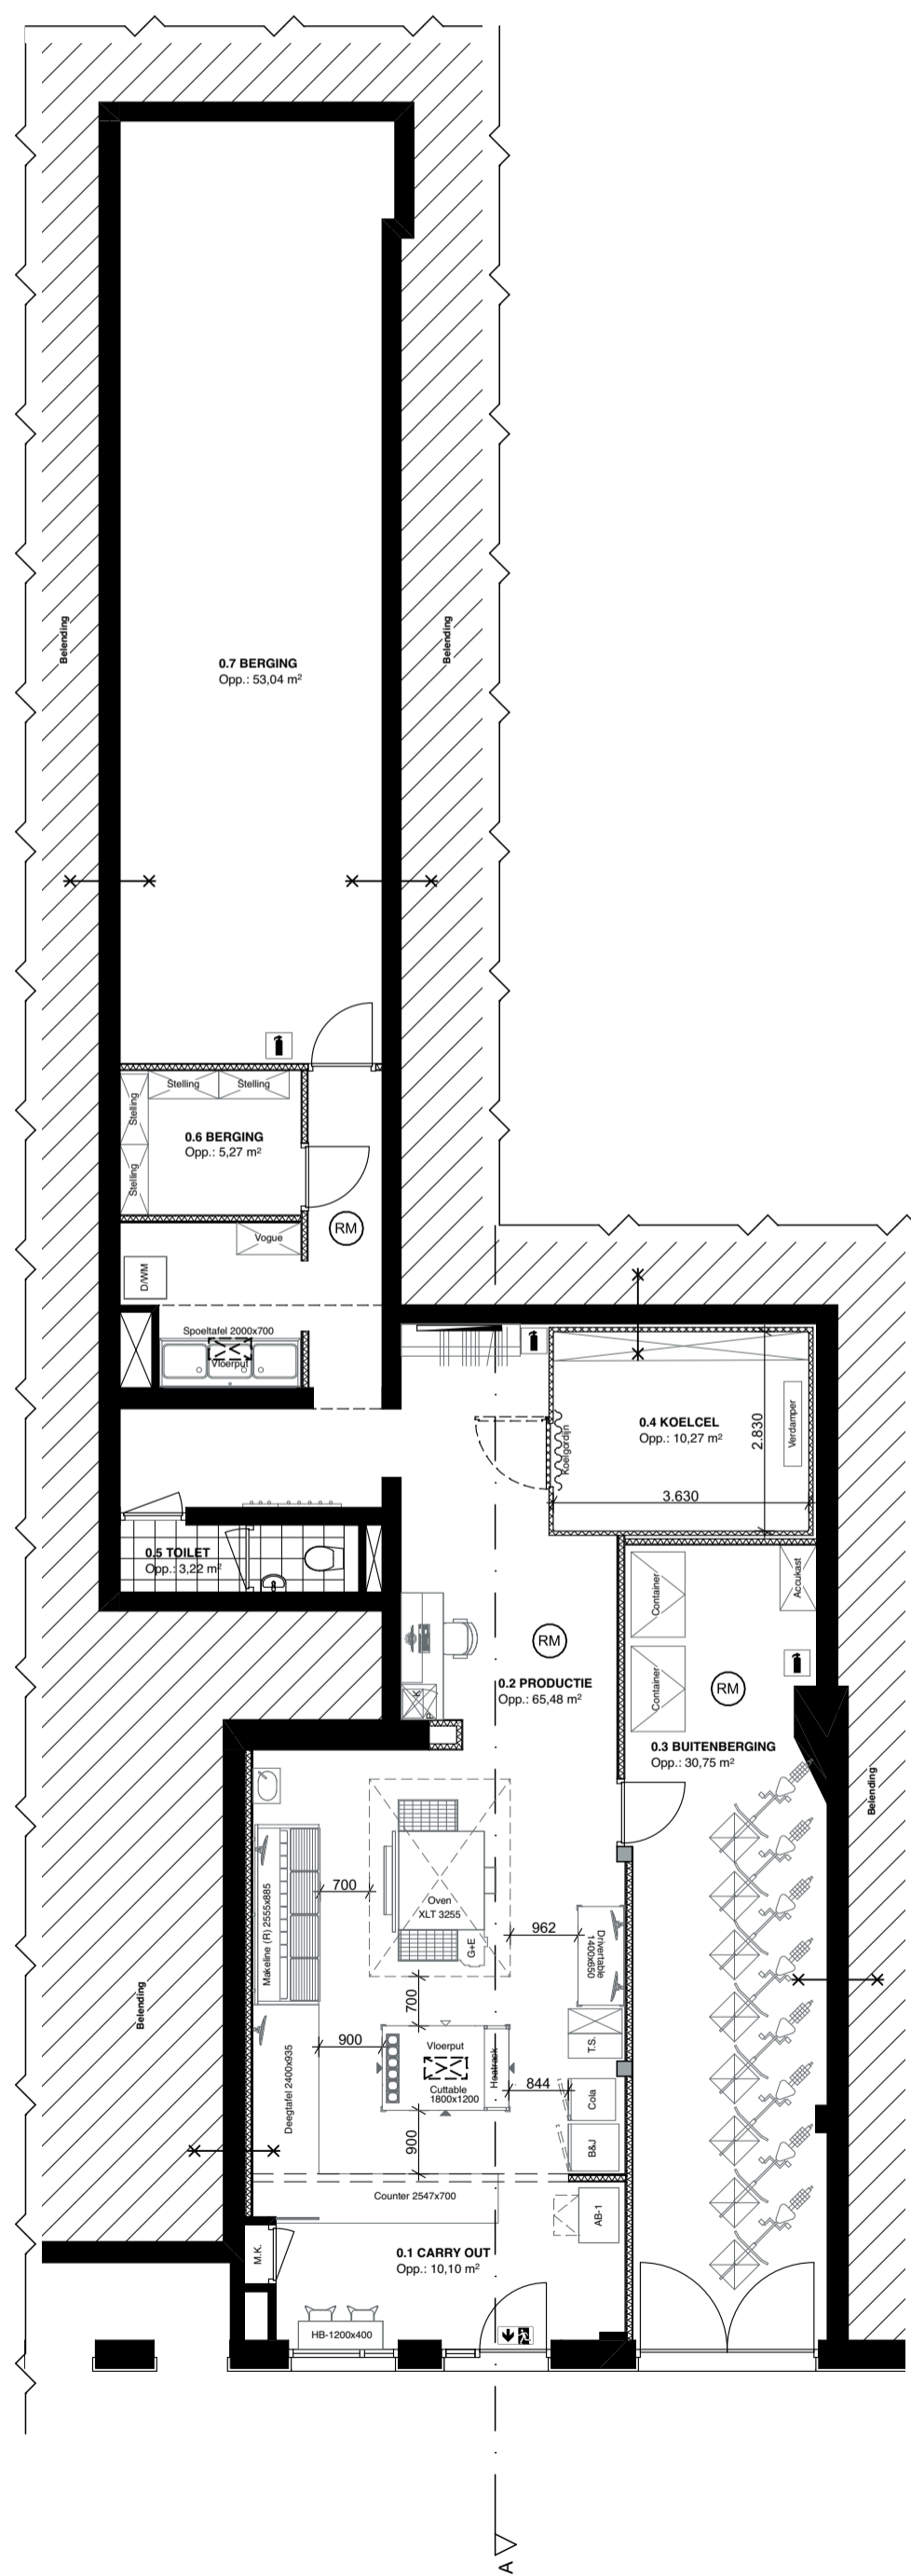 Belending
Belending
0.7 BERGING
Opp.: 53,04 m²
Stelling
Stelling
Stelling
Stelling
0.6 BERGING
Opp.: 5,27 m²
RM
Vogue
D/WM
Spoeltafel 2000x700
Vloerput
0.4 KOELCEL
Opp.: 10,27 m²
2.830
Verdamper
Koelgordijn
3.630
0.5 TOILET
Opp.: 3,22 m²
Container
Accukast
RM
Container
RM
K
P
0.2 PRODUCTIE
Opp.: 65,48 m²
0.3 BUITENBERGING
Opp.: 30,75 m²
Belending
Makeline (R) 2555x885
700
Oven
XLT 3255
G+E
962
Drivertable
1400x650
Belending
700
900
Vloerput
Cuttable
1800x1200
Heatrack
T.S.
Deegtafel 2400x935
844
Cola
900
B&J
Counter 2547x700
AB-1
M.K.
0.1 CARRY OUT
Opp.: 10,10 m²
HB-1200x400
A